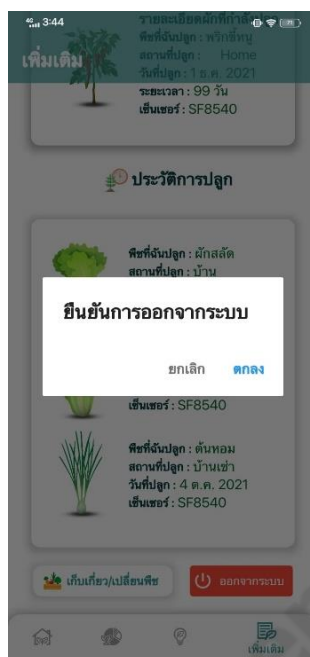 4G 3:44
รายละเอียดผักที่กำลังปลูก
เพิ่มเติม
พืชที่ฉันปลูก : พริกขี้หนู
สถานที่ปลูก : Home
วันที่ปลูก : 1 ธ.ค. 2021
ระยะเวลา : 99 วัน
เซ็นเซอร์ : SF8540
ประวัติการปลูก
พืชที่ฉันปลูก : ผักสลัด
สถานที่ปลูก : บ้าน
ยืนยันการออกจากระบบ
ยกเลิก ตกลง
เซ็นเซอร์ : SF8540
พืชที่ฉันปลูก : ต้นหอม
สถานที่ปลูก : บ้านเช่า
วันที่ปลูก : 4 ต.ค. 2021
เซ็นเซอร์ : SF8540
เก็บเกี่ยว/เปลี่ยนพืช
ออกจากระบบ
เพิ่มเติม